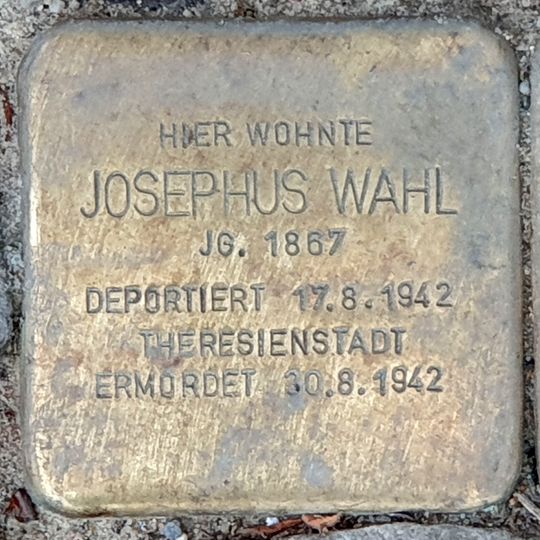 HIER WOHNTE
JOSEPHUS WAHL
JG. 1867
DEPORTIERT 17.8.1942
THERESIENSTADT
ERMORDET 30.8.1942